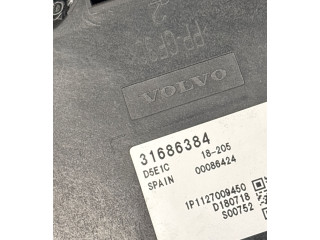 VOLVO
31686384
D5E1C 18-205
SPAIN 00086424
1P1127009450
D180718
S00752